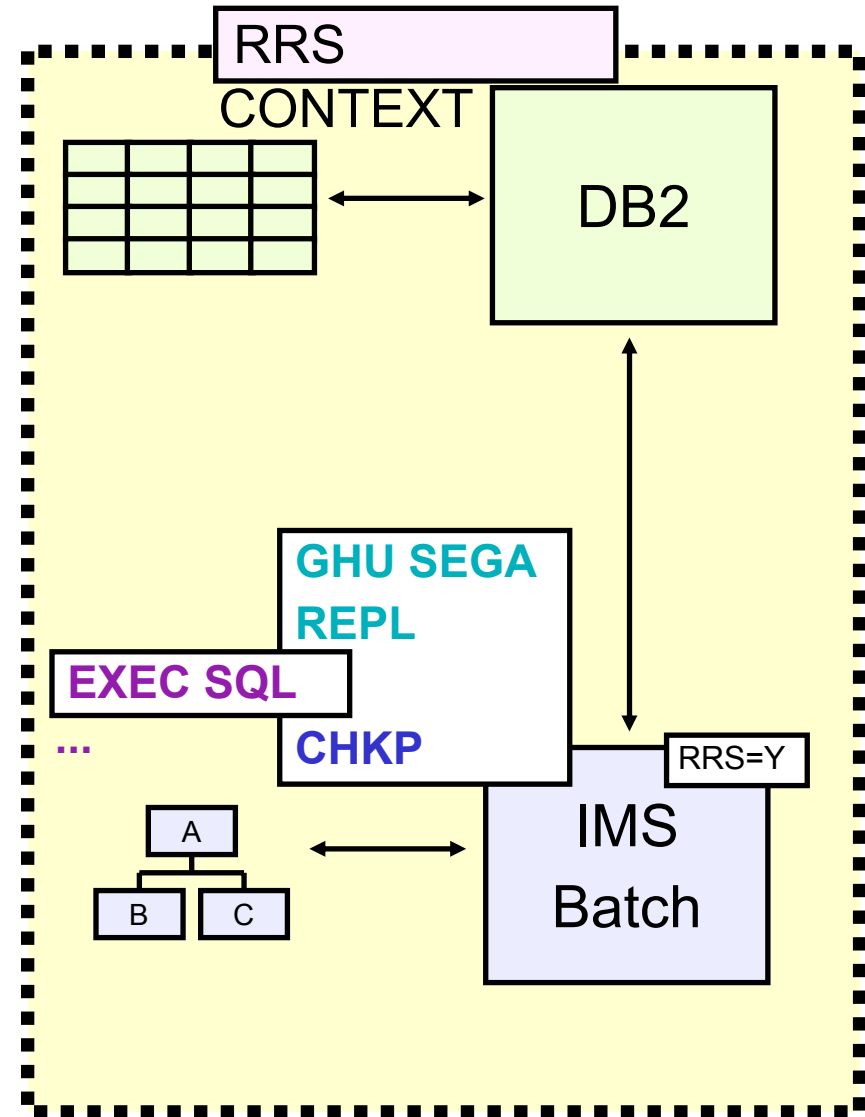 RRS
CONTEXT
DB2
GHU SEGA
REPL
EXEC SQL
...
CHKP
RRS=Y
IMS
Batch
A
B
C